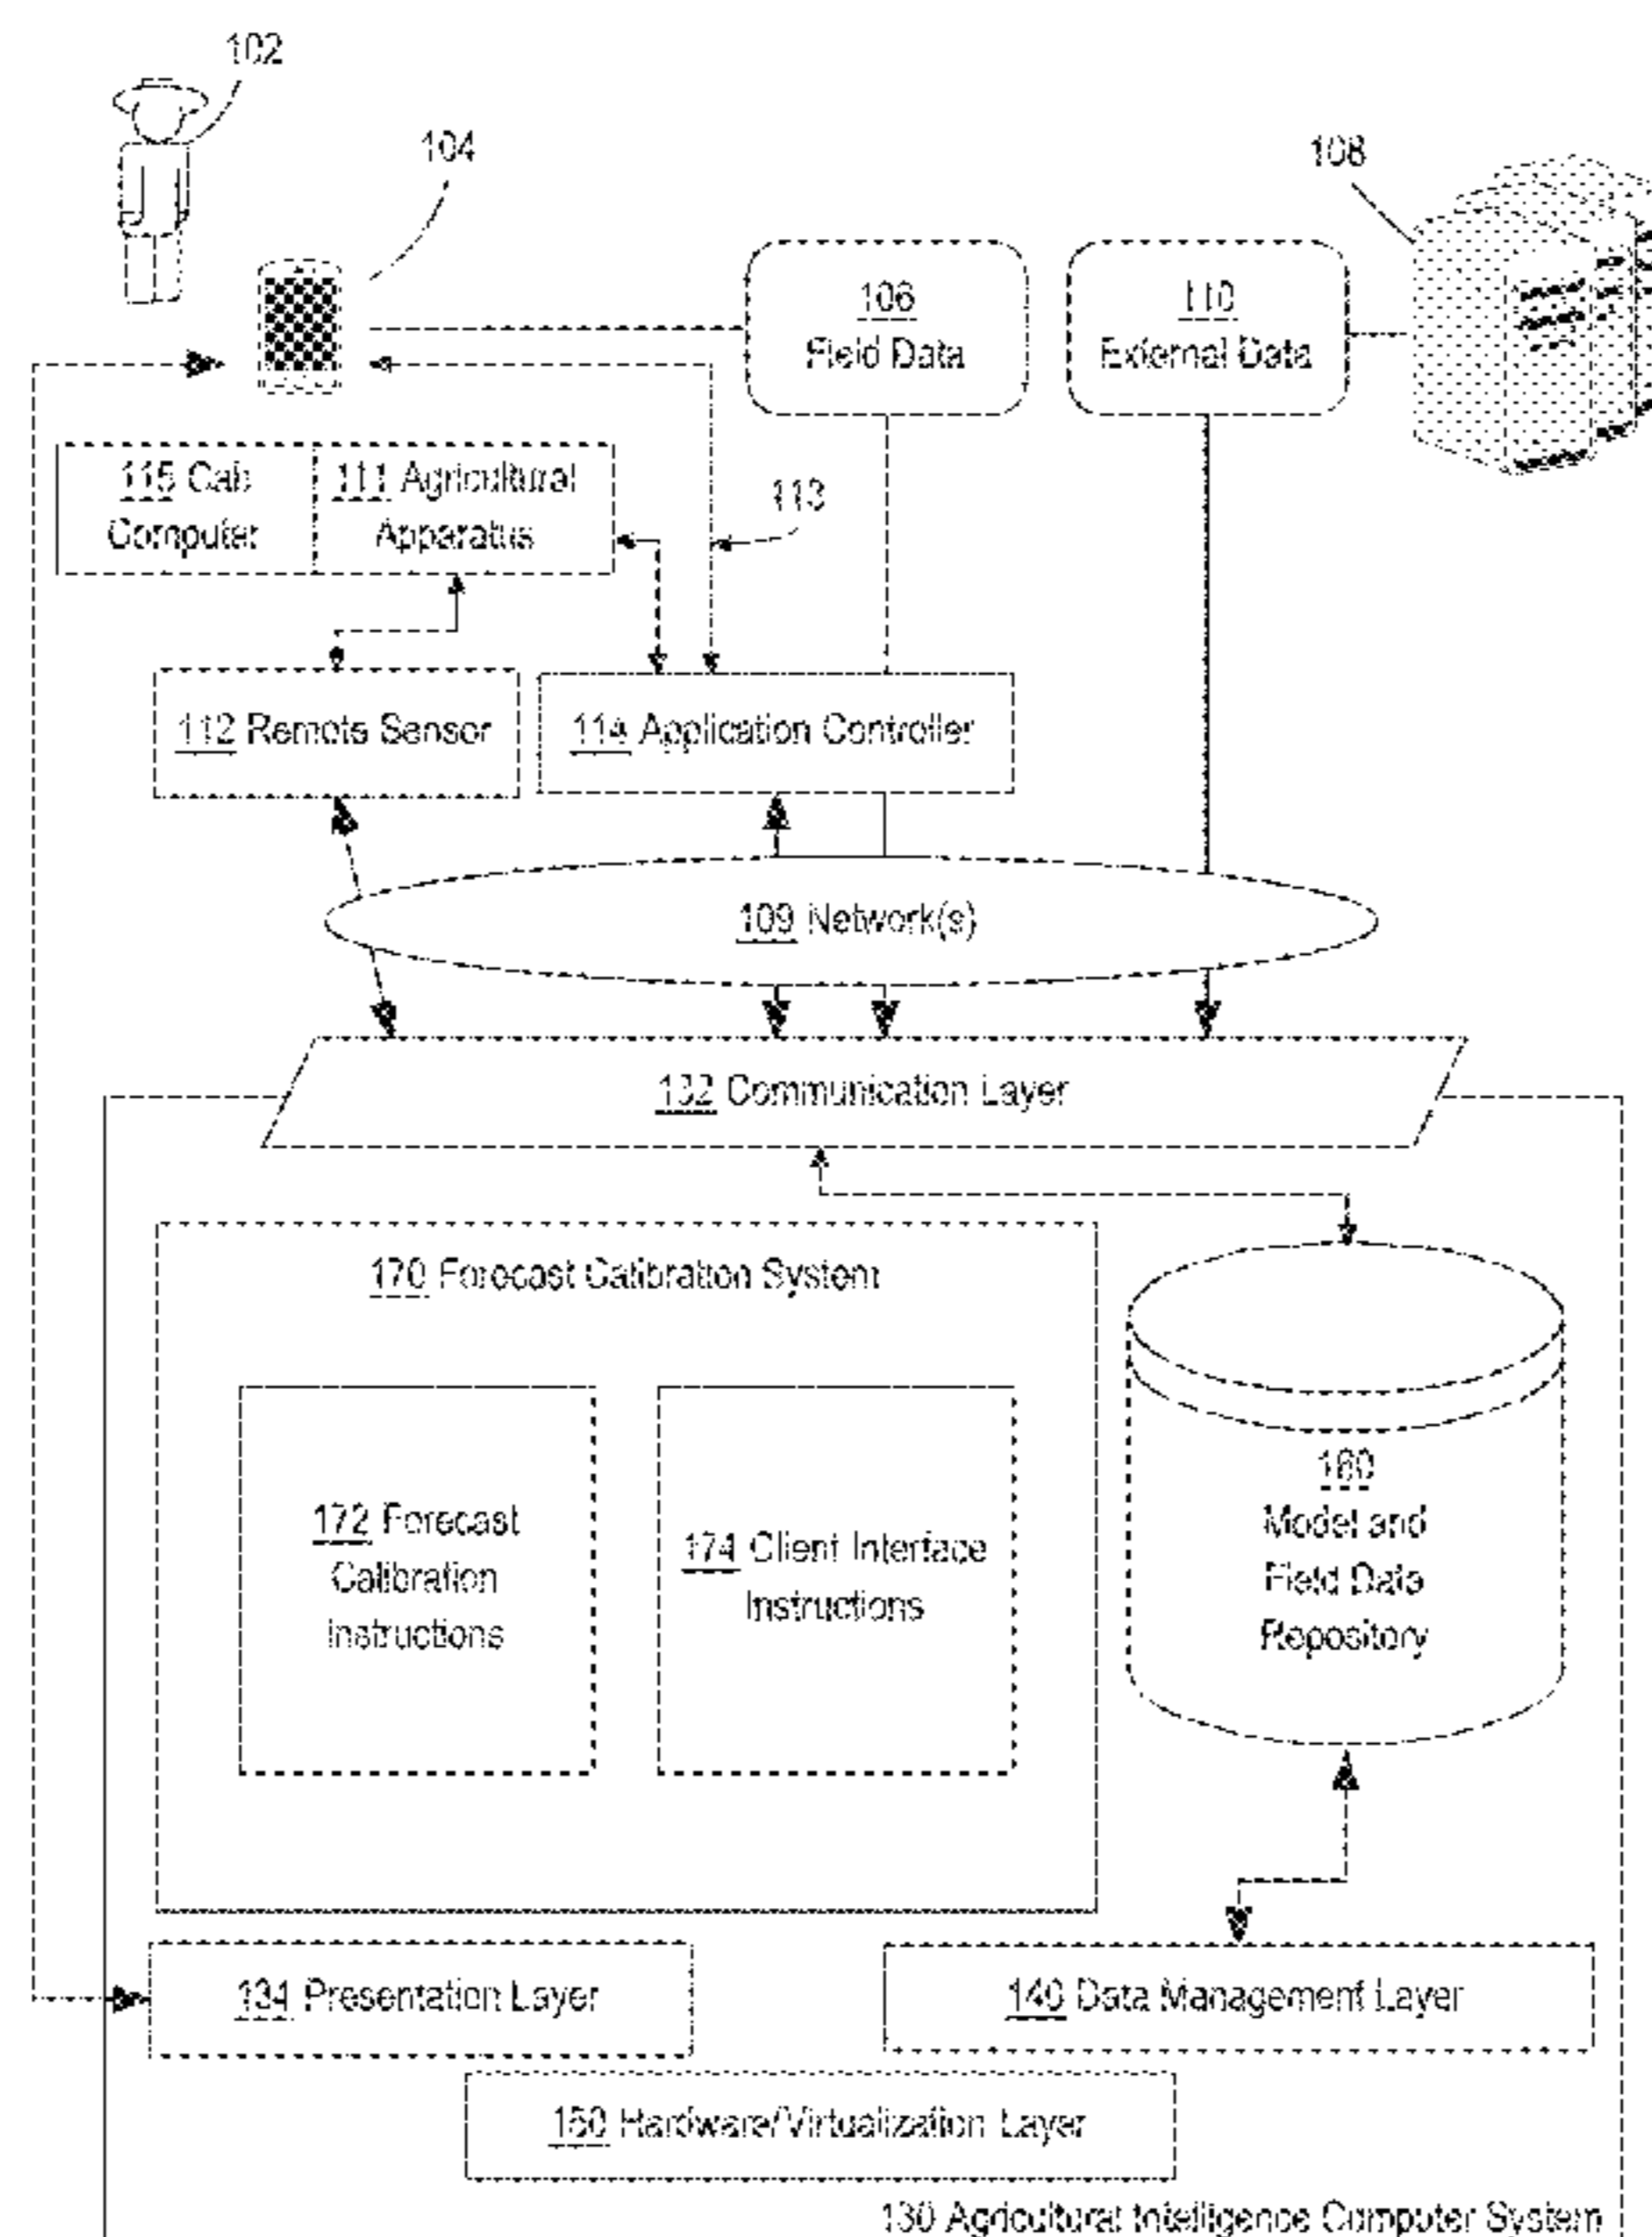 102
104
108
106
Field Data
110
External Data
115 Cab
Computer
111 Agricultural
Apparatus
113
112 Remote Sensor
114 Application Controller
109 Network(s)
132 Communication Layer
170 Forecast Calibration System
172 Forecast
Calibration
Instructions
174 Client Interface
Instructions
160
Model and
Field Data
Repository
134 Presentation Layer
140 Data Management Layer
150 Hardware/Virtualization Layer
130 Agricultural Intelligence Computer System